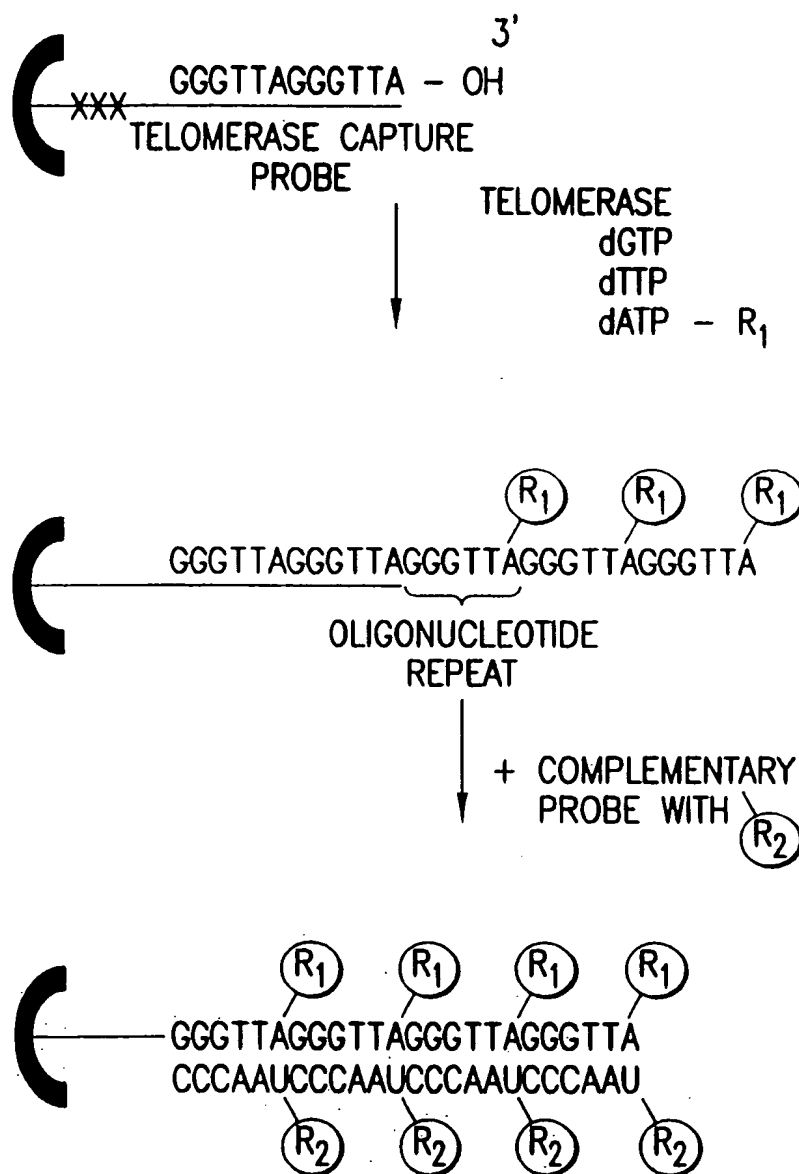 3'
GGGTTAGGGTTA – OH
XXX
TELOMERASE CAPTURE
PROBE
TELOMERASE
dGTP
dTTP
dATP – R1
R1 R1 R1
GGGTTAGGGTTAGGGTTAGGGTTAGGGTTA
OLIGONUCLEOTIDE
REPEAT
+ COMPLEMENTARY
PROBE WITH
R2
R1 R1 R1 R1
GGGTTAGGGTTAGGGTTAGGGTTA
CCCAAUCCCAAUCCCAAUCCCAAU
R2 R2 R2 R2